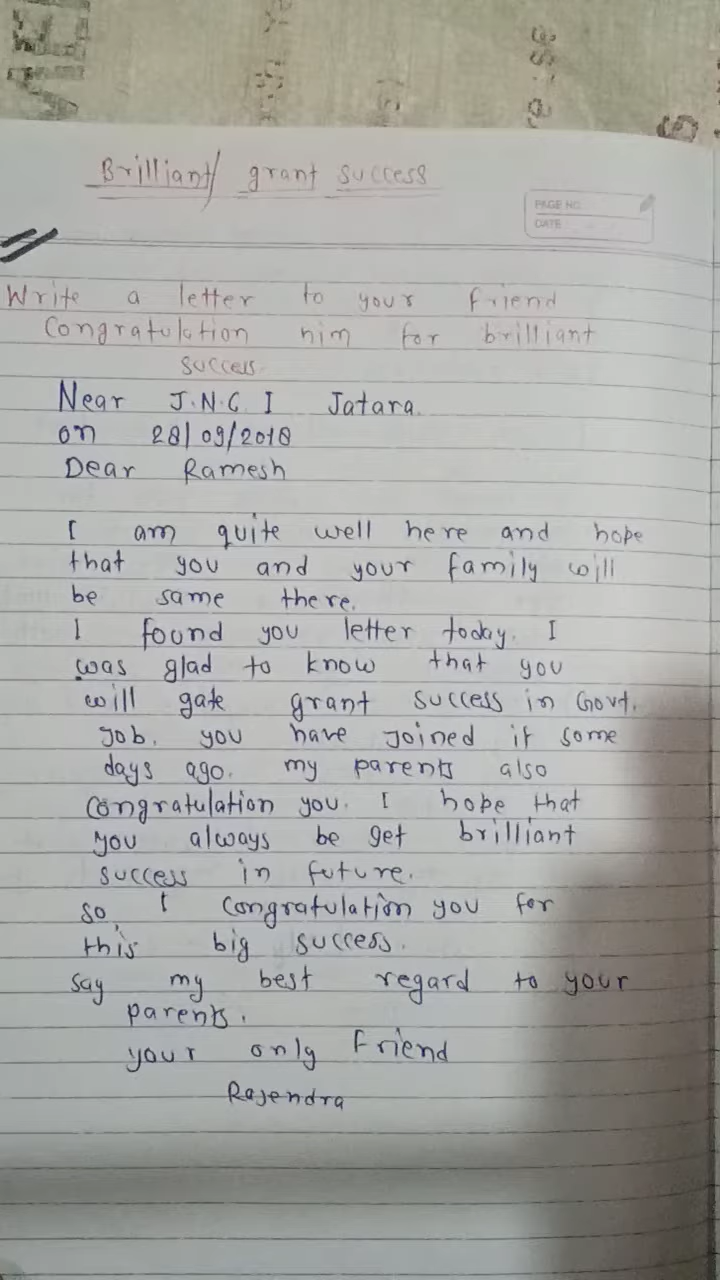 Brilliant/ grant success
PAGE NO.
DATE
Write a letter to your friend
Congratulation him for brilliant
success.
Near J.N.C I Jatara.
on 28/09/2018
Dear Ramesh
I am quite well here and hope
that you and your family will
be same there.
I found you letter today. I
was glad to know that you
will gate grant success in Govt.
Job. you have Joined it some
days ago. my parents also
congratulation you. I hope that
you always be get brilliant
success in future.
so I congratulation you for
this big success.
say my best regard to your
parents.
your only Friend
Rajendra